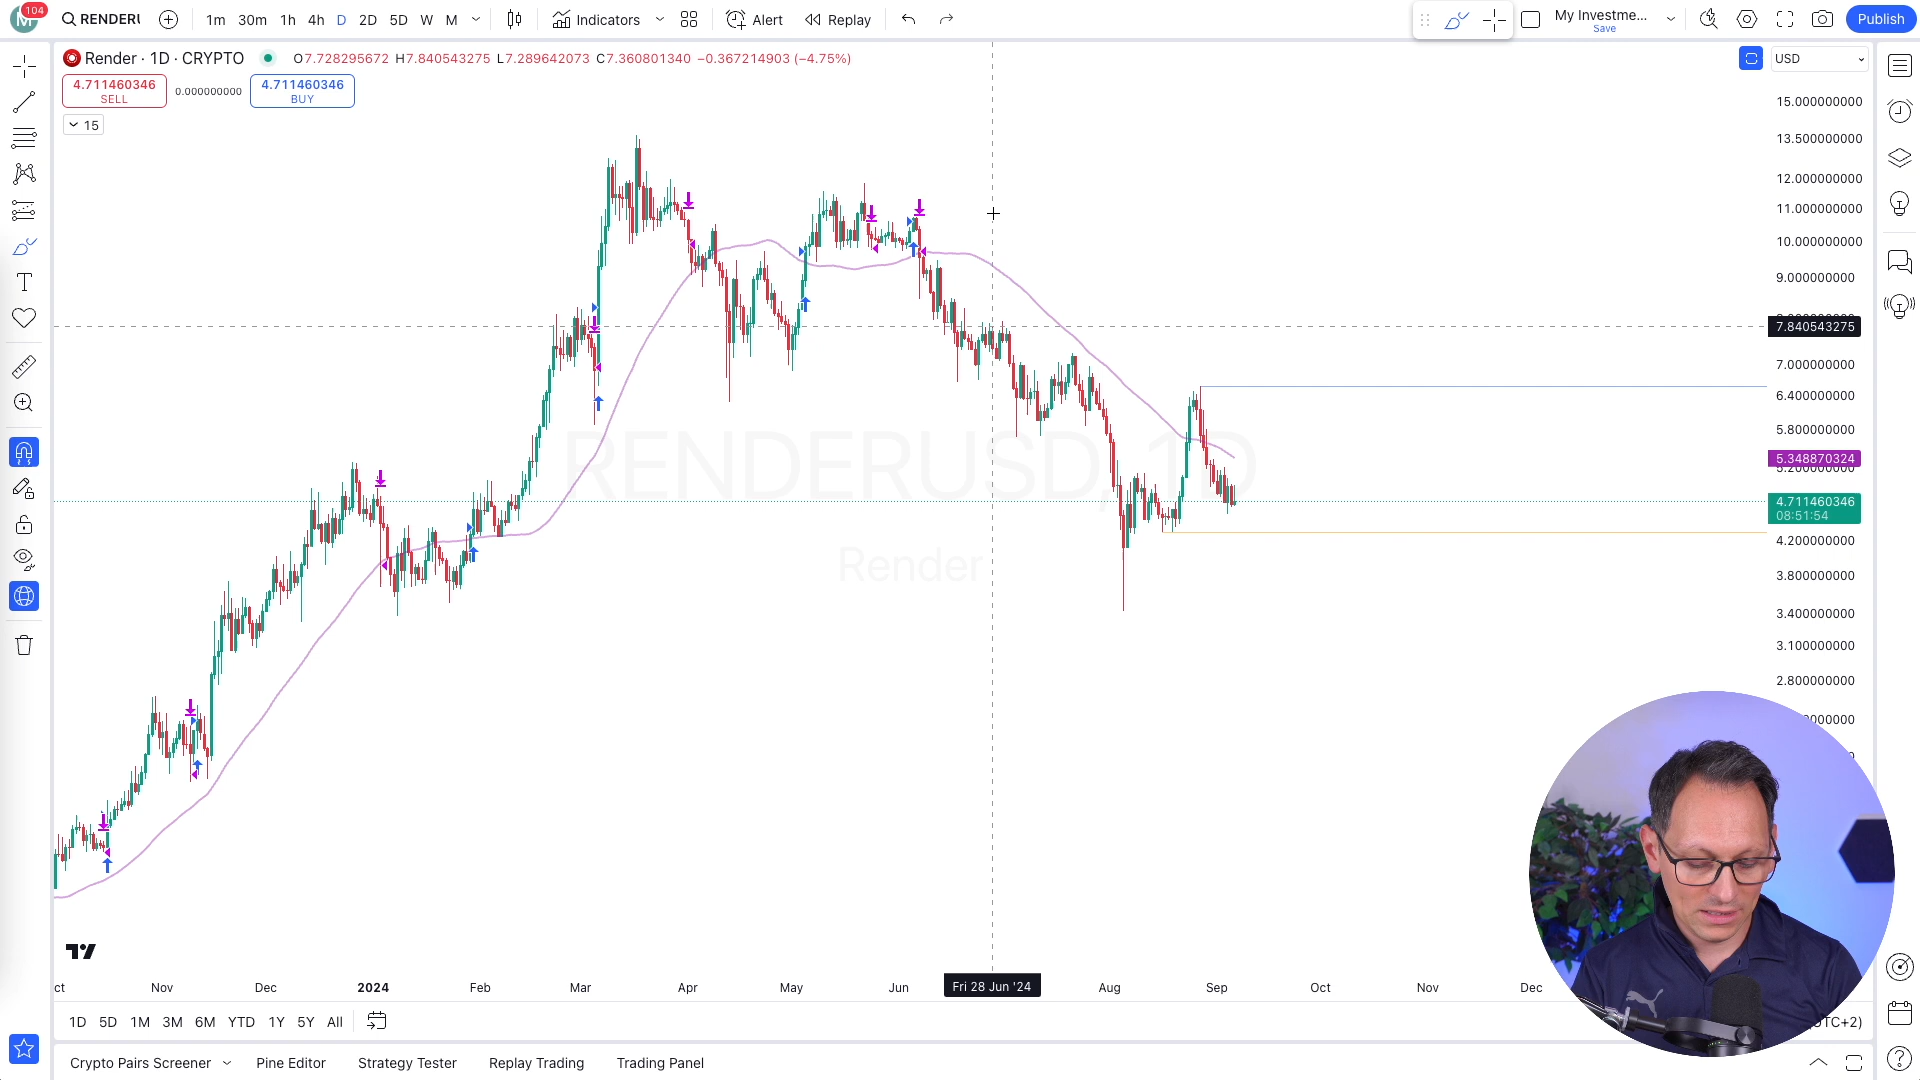 104
M
RENDERU
1m 30m 1h 4h D 2D 5D W M
Indicators
Alert
Replay
My Investme...
Save
Publish
Render · 1D · CRYPTO
O7.728295672 H7.840543275 L7.289642073 C7.360801340 −0.367214903 (−4.75%)
USD
4.711460346
SELL
0.000000000
4.711460346
BUY
15
15.000000000
13.500000000
12.000000000
11.000000000
10.000000000
9.000000000
7.840543275
7.000000000
6.400000000
5.800000000
5.348870324
4.711460346
08:51:54
4.200000000
3.800000000
3.400000000
3.100000000
2.800000000
RENDERUSD, 1D
Render
Nov Dec 2024 Feb Mar Apr May Jun Fri 28 Jun '24 Aug Sep Oct Nov Dec
1D 5D 1M 3M 6M YTD 1Y 5Y All
UTC+2)
Crypto Pairs Screener Pine Editor Strategy Tester Replay Trading Trading Panel